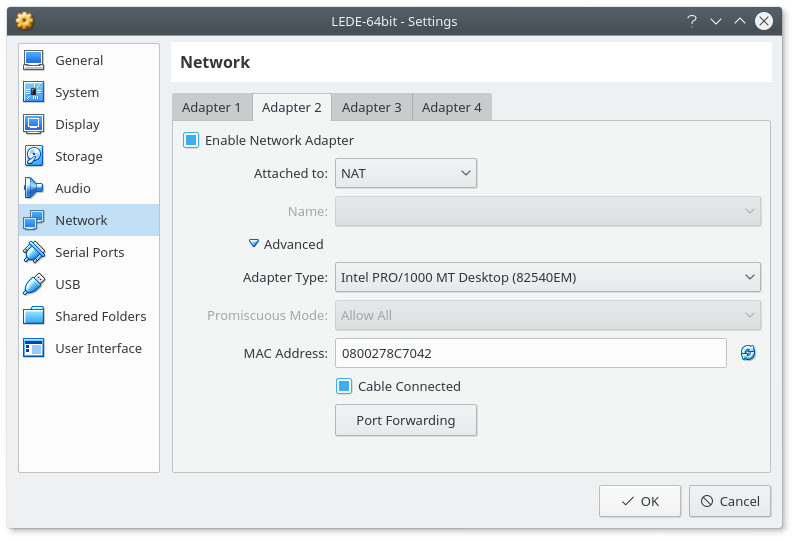 LEDE-64bit - Settings
General
System
Display
Storage
Audio
Network
Serial Ports
USB
Shared Folders
User Interface
Network
Adapter 1 Adapter 2 Adapter 3 Adapter 4
Enable Network Adapter
Attached to: NAT
Name:
Advanced
Adapter Type: Intel PRO/1000 MT Desktop (82540EM)
Promiscuous Mode: Allow All
MAC Address: 0800278C7042
Cable Connected
Port Forwarding
OK Cancel